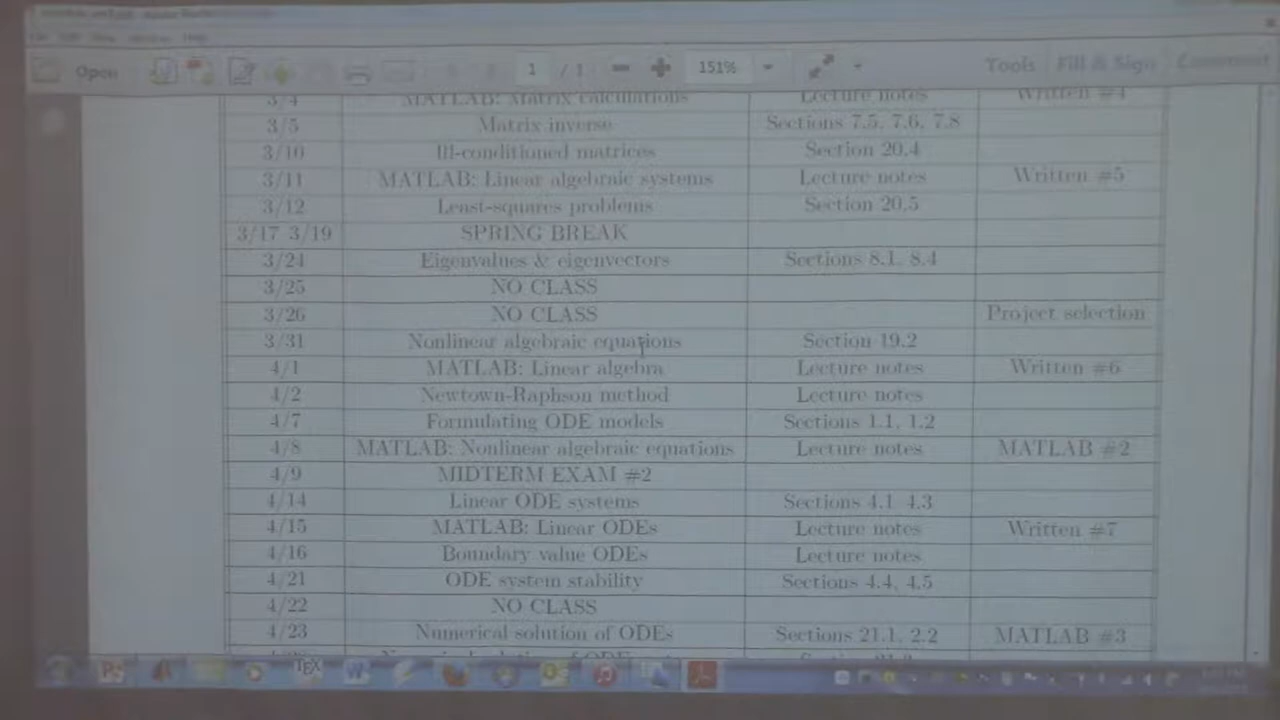 Open 1 / 1 151% Tools Fill & Sign Comment
3/4 MATLAB: Matrix calculations Lecture notes Written #4
3/5 Matrix inverse Sections 7.5, 7.6, 7.8
3/10 Ill-conditioned matrices Section 20.4
3/11 MATLAB: Linear algebraic systems Lecture notes Written #5
3/12 Least-squares problems Section 20.5
3/17 3/19 SPRING BREAK
3/24 Eigenvalues & eigenvectors Sections 8.1, 8.4
3/25 NO CLASS
3/26 NO CLASS Project selection
3/31 Nonlinear algebraic equations Section 19.2
4/1 MATLAB: Linear algebra Lecture notes Written #6
4/2 Newtown-Raphson method Lecture notes
4/7 Formulating ODE models Sections 1.1, 1.2
4/8 MATLAB: Nonlinear algebraic equations Lecture notes MATLAB #2
4/9 MIDTERM EXAM #2
4/14 Linear ODE systems Sections 4.1, 4.3
4/15 MATLAB: Linear ODEs Lecture notes Written #7
4/16 Boundary value ODEs Lecture notes
4/21 ODE system stability Sections 4.4, 4.5
4/22 NO CLASS
4/23 Numerical solution of ODEs Sections 21.1, 2.2 MATLAB #3
TEX